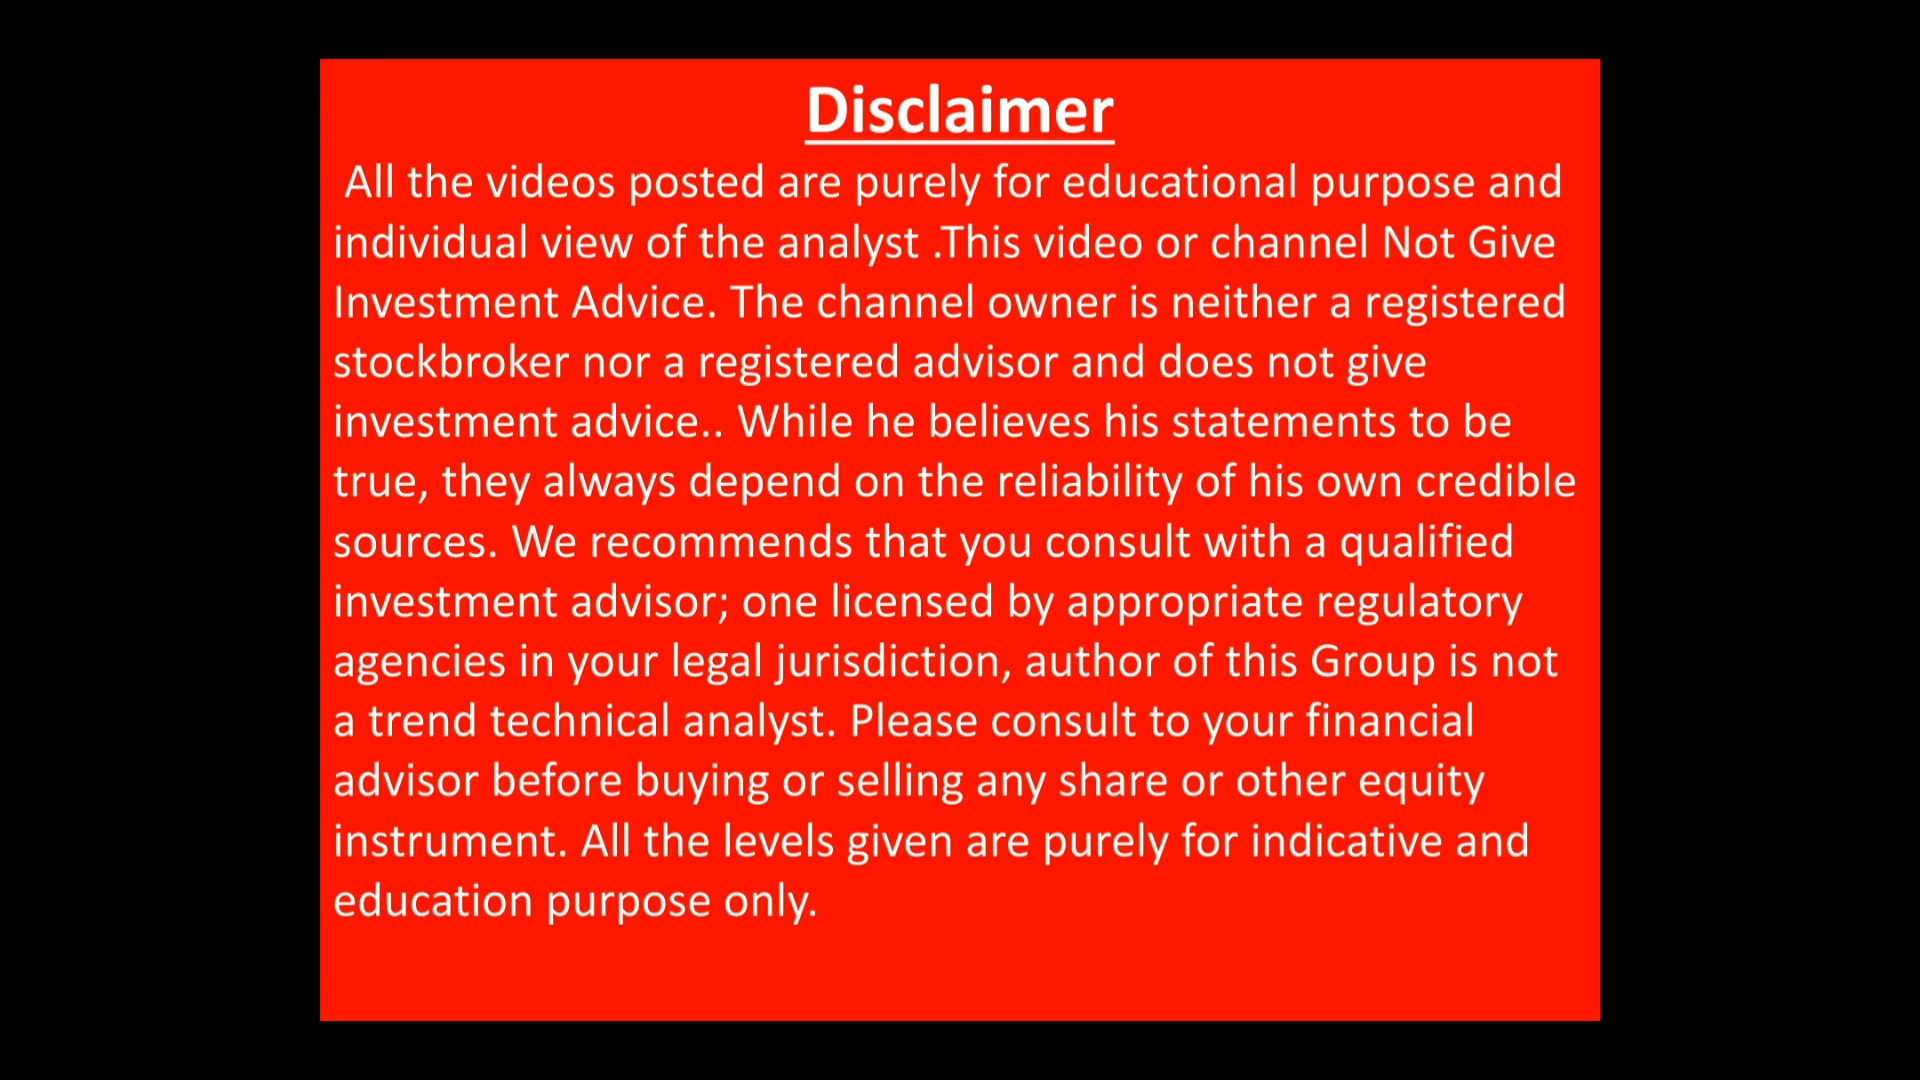 Disclaimer
All the videos posted are purely for educational purpose and
individual view of the analyst .This video or channel Not Give
Investment Advice. The channel owner is neither a registered
stockbroker nor a registered advisor and does not give
investment advice.. While he believes his statements to be
true, they always depend on the reliability of his own credible
sources. We recommends that you consult with a qualified
investment advisor; one licensed by appropriate regulatory
agencies in your legal jurisdiction, author of this Group is not
a trend technical analyst. Please consult to your financial
advisor before buying or selling any share or other equity
instrument. All the levels given are purely for indicative and
education purpose only.